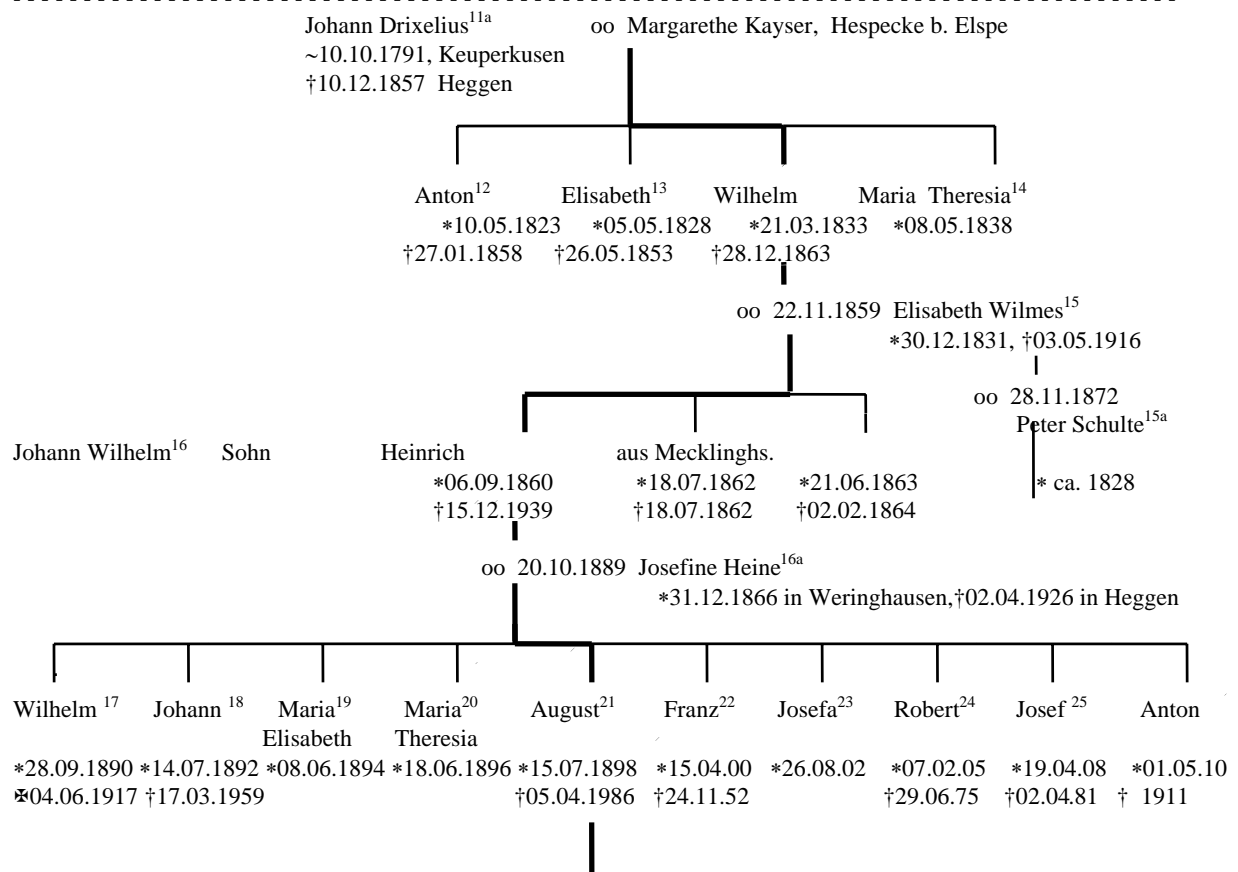 Johann Drixelius11a oo Margarethe Kayser, Hespecke b. Elspe
~10.10.1791, Keuperkusen
†10.12.1857 Heggen
Anton12 Elisabeth13 Wilhelm Maria Theresia14
*10.05.1823 *05.05.1828 *21.03.1833 *08.05.1838
†27.01.1858 †26.05.1853 †28.12.1863
oo 22.11.1859 Elisabeth Wilmes15
*30.12.1831, †03.05.1916
oo 28.11.1872
Peter Schulte15a
Johann Wilhelm16 Sohn Heinrich aus Mecklinghs.
*06.09.1860 *18.07.1862 *21.06.1863 * ca. 1828
†15.12.1939 †18.07.1862 †02.02.1864
oo 20.10.1889 Josefine Heine16a
*31.12.1866 in Weringhausen,†02.04.1926 in Heggen
Wilhelm 17 Johann 18 Maria19 Maria20 August21 Franz22 Josefa23 Robert24 Josef 25 Anton
Elisabeth Theresia
*28.09.1890 *14.07.1892 *08.06.1894 *18.06.1896 *15.07.1898 *15.04.00 *26.08.02 *07.02.05 *19.04.08 *01.05.10
✠04.06.1917 †17.03.1959 †05.04.1986 †24.11.52 †29.06.75 †02.04.81 † 1911